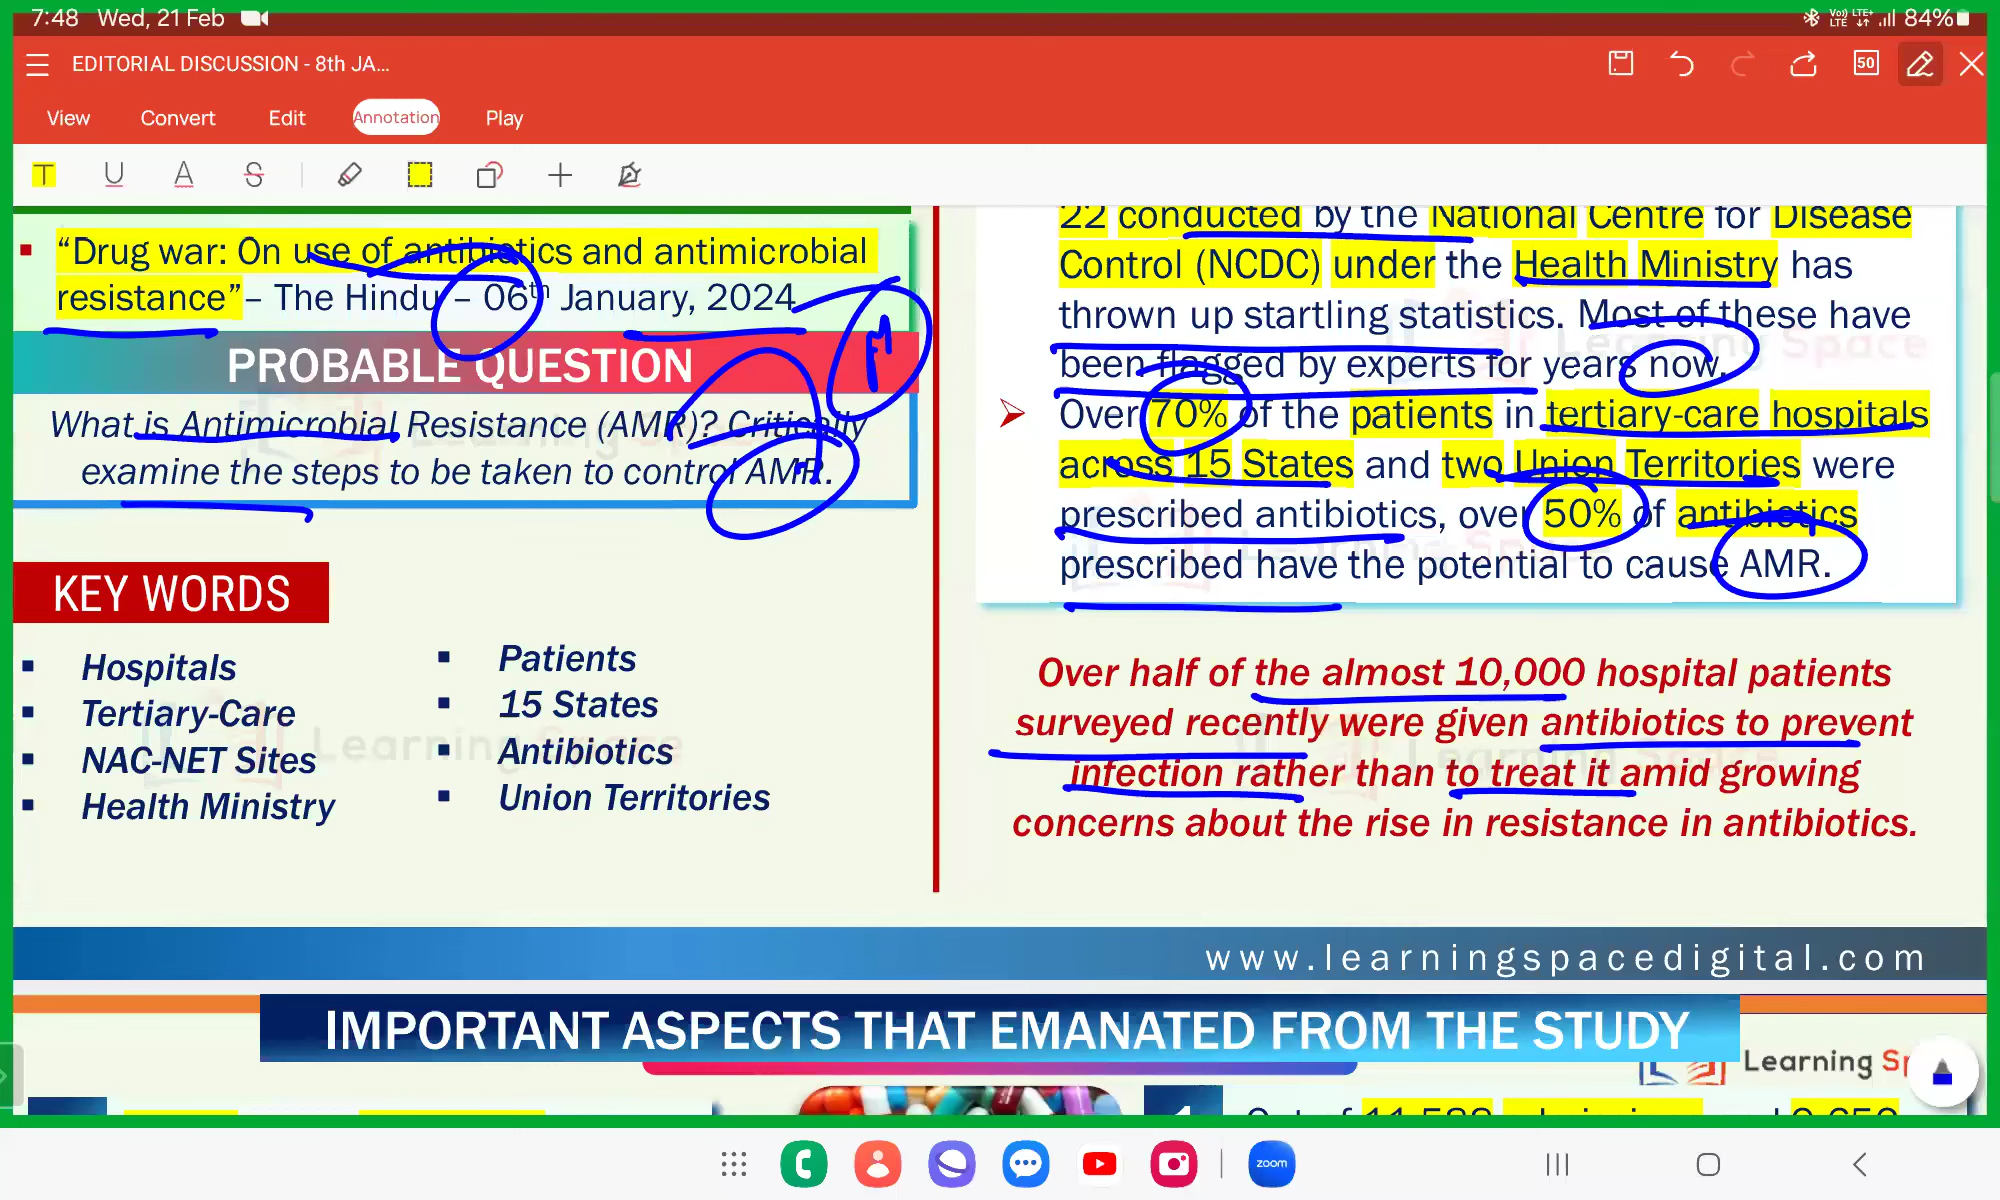 7:48 Wed, 21 Feb
84%
EDITORIAL DISCUSSION - 8th JA...
50
View Convert Edit Annotation Play
“Drug war: On use of antibiotics and antimicrobial
resistance”– The Hindu – 06th January, 2024
PROBABLE QUESTION
What is Antimicrobial Resistance (AMR)? Critically
examine the steps to be taken to control AMR.
KEY WORDS
Hospitals
Tertiary-Care
NAC-NET Sites
Health Ministry
Patients
15 States
Antibiotics
Union Territories
22 conducted by the National Centre for Disease
Control (NCDC) under the Health Ministry has
thrown up startling statistics. Most of these have
been flagged by experts for years now.
Over 70% of the patients in tertiary-care hospitals
across 15 States and two Union Territories were
prescribed antibiotics, over 50% of antibiotics
prescribed have the potential to cause AMR.
Over half of the almost 10,000 hospital patients
surveyed recently were given antibiotics to prevent
infection rather than to treat it amid growing
concerns about the rise in resistance in antibiotics.
www.learningspacedigital.com
IMPORTANT ASPECTS THAT EMANATED FROM THE STUDY
Learning
zoom